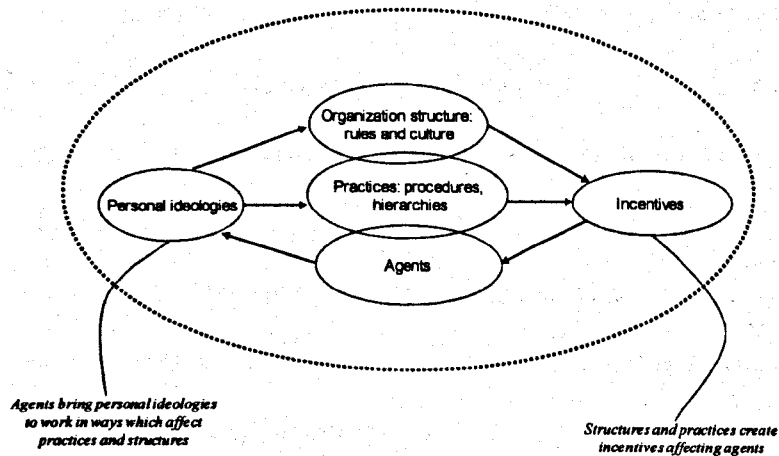 Organization structure:
rules and culture
Personal ideologies
Practices: procedures,
hierarchies
Incentives
Agents
Agents bring personal ideologies
to work in ways which affect
practices and structures
Structures and practices create
incentives affecting agents